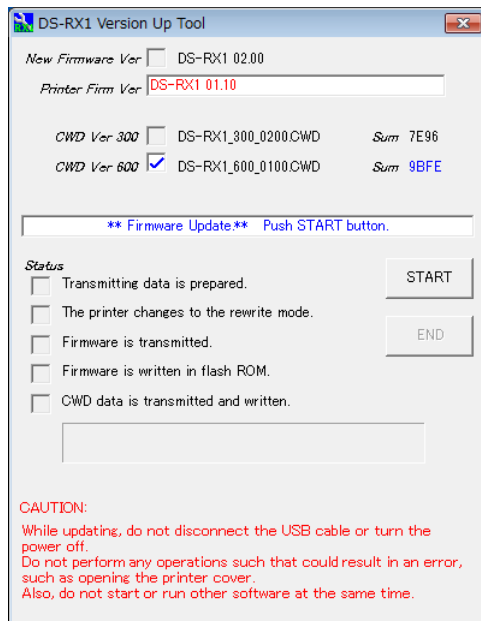 DS-RX1 Version Up Tool
New Firmware Ver DS-RX1 02.00
Printer Firm Ver DS-RX1 01.10
CWD Ver 300 DS-RX1_300_0200.CWD Sum 7E96
CWD Ver 600 DS-RX1_600_0100.CWD Sum 9BFE
** Firmware Update.** Push START button.
Status
Transmitting data is prepared.
The printer changes to the rewrite mode.
Firmware is transmitted.
Firmware is written in flash ROM.
CWD data is transmitted and written.
START
END
CAUTION:
While updating, do not disconnect the USB cable or turn the
power off.
Do not perform any operations such that could result in an error,
such as opening the printer cover.
Also, do not start or run other software at the same time.